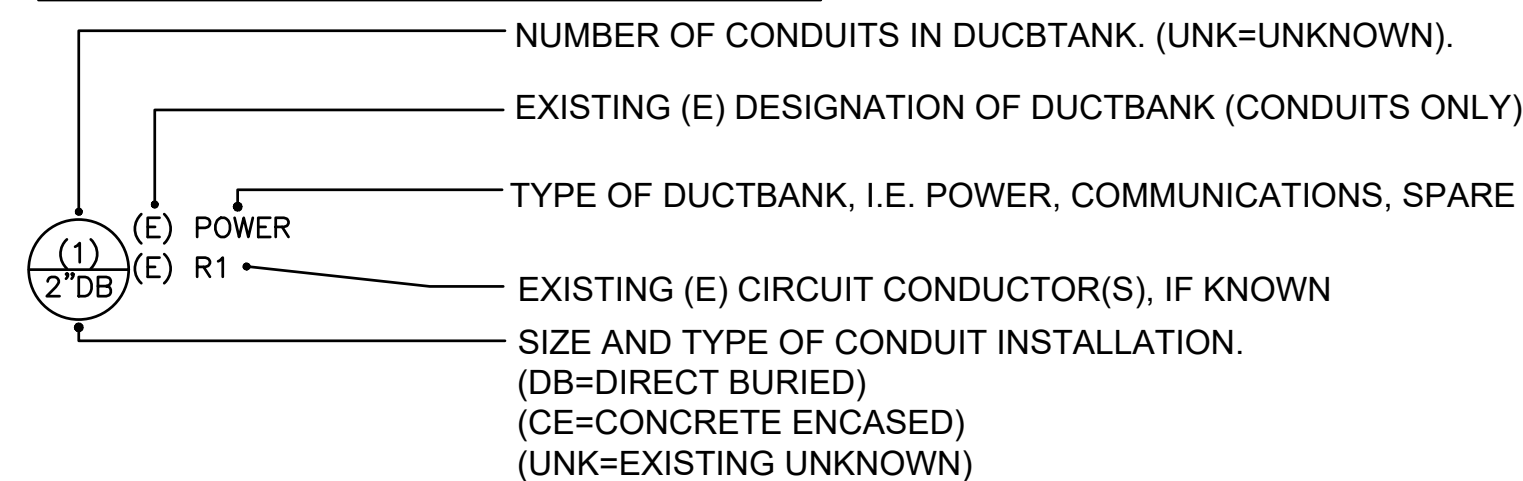 NUMBER OF CONDUITS IN DUCBTANK. (UNK=UNKNOWN).
EXISTING (E) DESIGNATION OF DUCTBANK (CONDUITS ONLY)
TYPE OF DUCTBANK, I.E. POWER, COMMUNICATIONS, SPARE
(E) POWER
(1)
(E) R1
2"DB
EXISTING (E) CIRCUIT CONDUCTOR(S), IF KNOWN
SIZE AND TYPE OF CONDUIT INSTALLATION.
(DB=DIRECT BURIED)
(CE=CONCRETE ENCASED)
(UNK=EXISTING UNKNOWN)